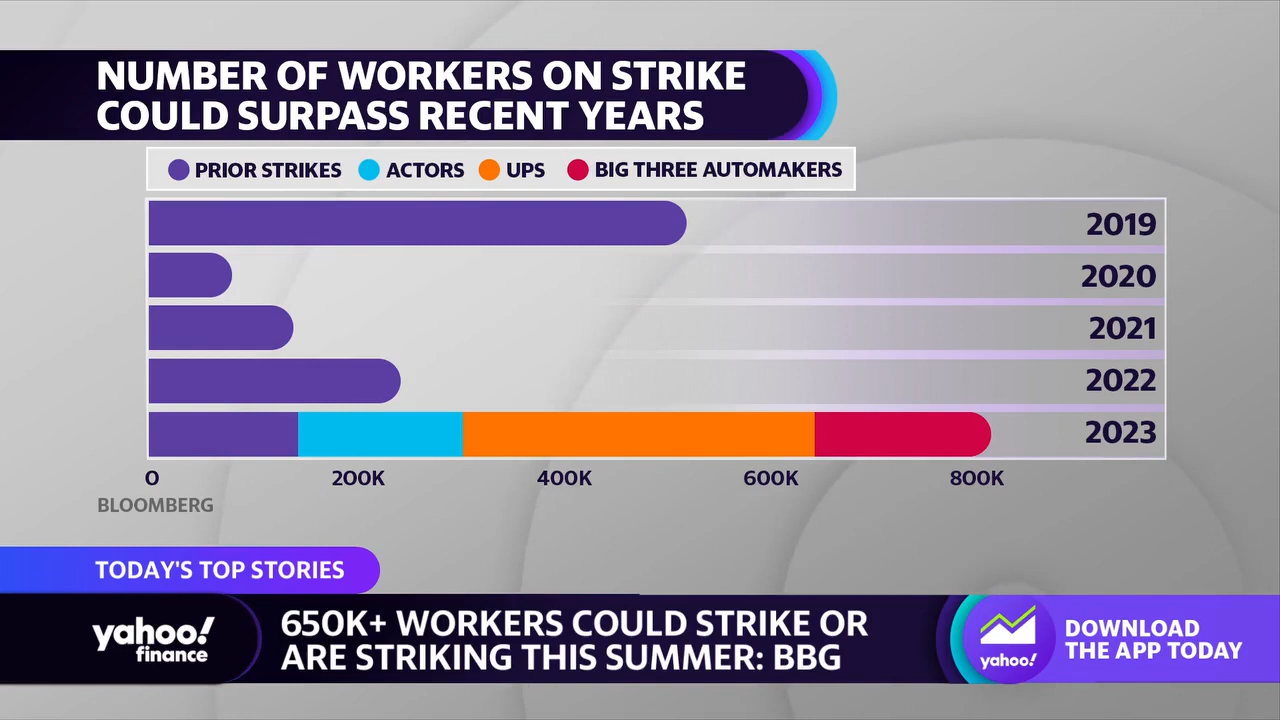 NUMBER OF WORKERS ON STRIKE
COULD SURPASS RECENT YEARS
PRIOR STRIKES ACTORS UPS BIG THREE AUTOMAKERS
2019
2020
2021
2022
2023
0 200K 400K 600K 800K
BLOOMBERG
TODAY'S TOP STORIES
yahoo!
finance
650K+ WORKERS COULD STRIKE OR
ARE STRIKING THIS SUMMER: BBG
yahoo!
DOWNLOAD
THE APP TODAY